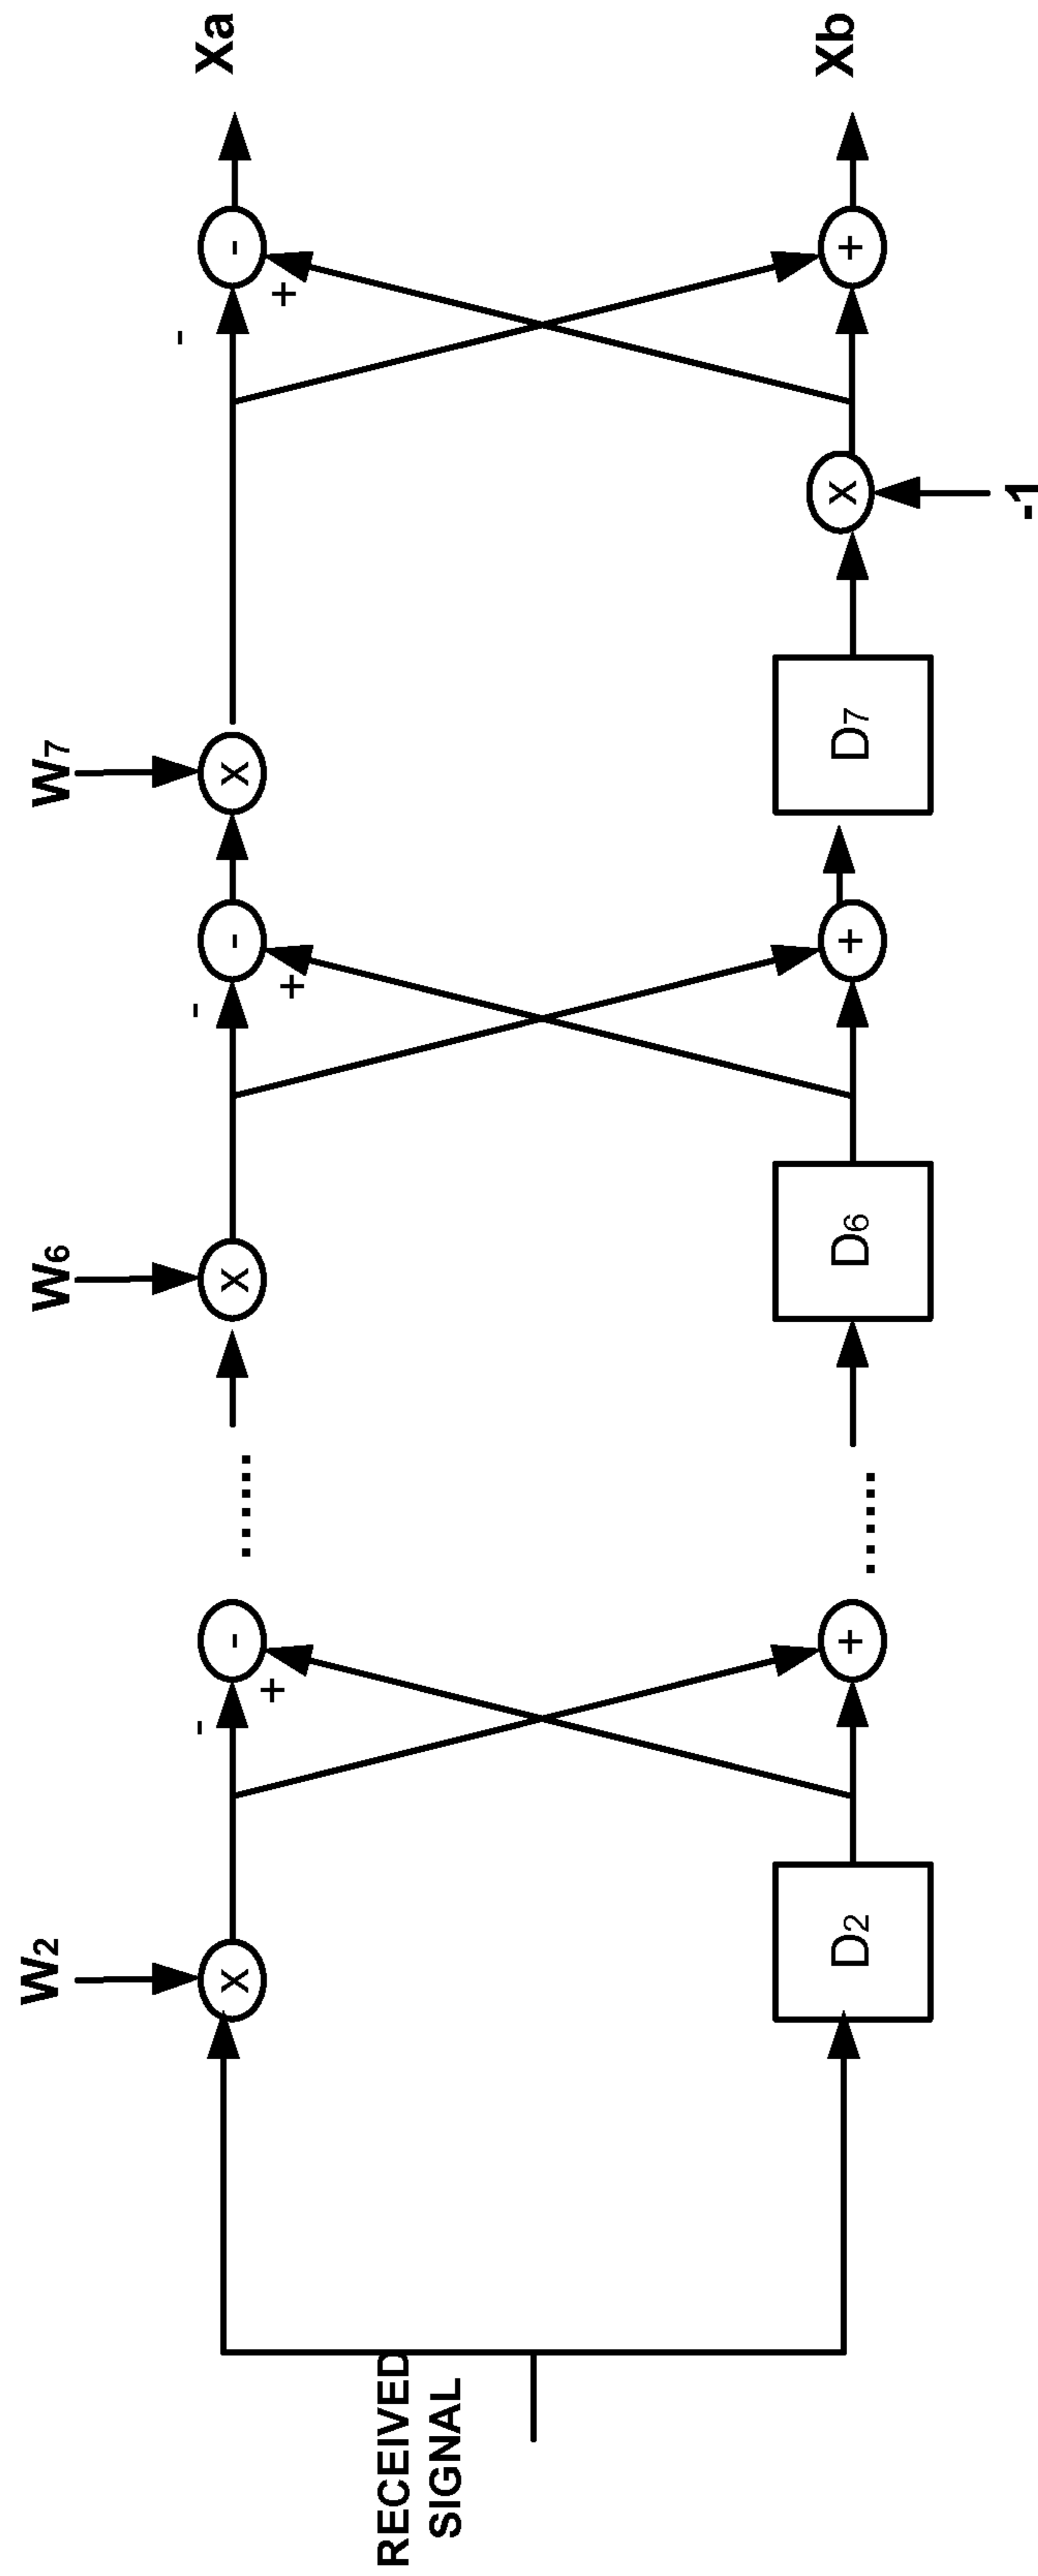 W2
W6
W7
X
-
+
......
X
-
+
-
X
-
+
-
Xa
RECEIVED
SIGNAL
D2
+
......
D6
+
D7
X
-1
+
Xb
-